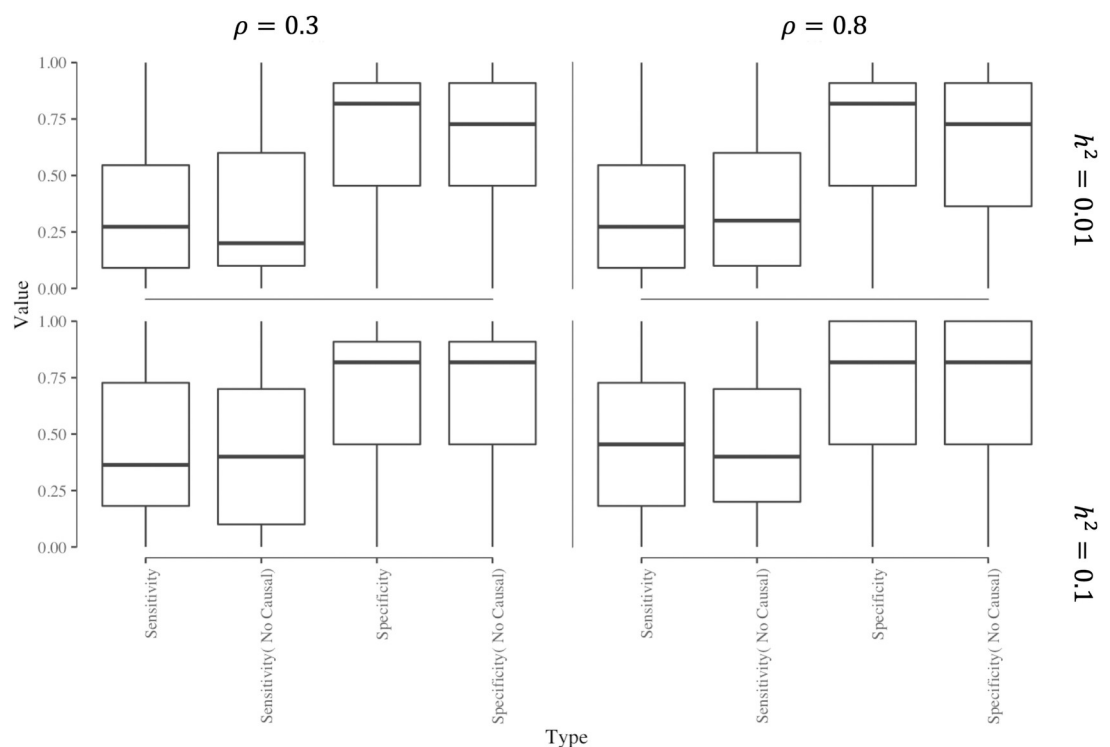 ρ = 0.3
ρ = 0.8
1.00
0.75
0.50
0.25
0.00
h² = 0.01
Value
1.00
0.75
0.50
0.25
0.00
h² = 0.1
Sensitivity
Sensitivity( No Causal)
Specificity
Specificity( No Causal)
Sensitivity
Sensitivity( No Causal)
Specificity
Specificity( No Causal)
Type